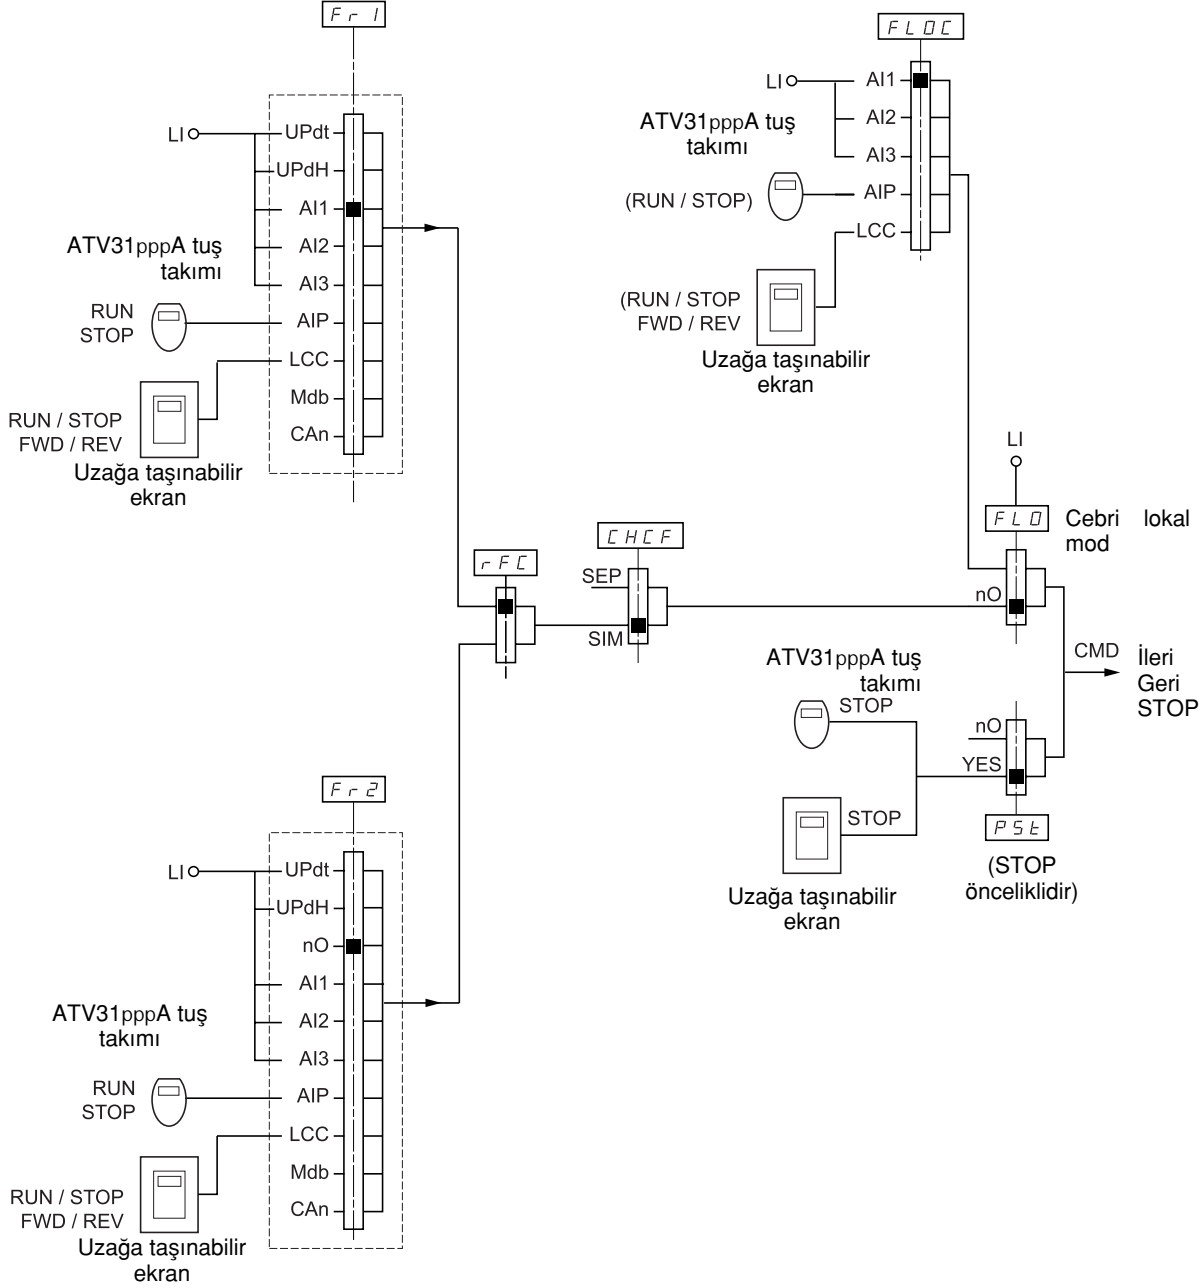 Fr1
LI
UPdt
UPdH
AI1
AI2
AI3
AIP
LCC
Mdb
CAn
ATV31pppA tuş
takımı
RUN
STOP
RUN / STOP
FWD / REV
Uzağa taşınabilir
ekran
FLOC
LI
AI1
AI2
AI3
AIP
LCC
ATV31pppA tuş
takımı
(RUN / STOP)
(RUN / STOP
FWD / REV
Uzağa taşınabilir
ekran
LI
FLO
Cebri lokal
mod
nO
rFC
CHCF
SEP
SIM
CMD
İleri
Geri
STOP
ATV31pppA tuş
takımı
STOP
STOP
Uzağa taşınabilir
ekran
nO
YES
PSt
(STOP
önceliklidir)
Fr2
LI
UPdt
UPdH
nO
AI1
AI2
AI3
AIP
LCC
Mdb
CAn
ATV31pppA tuş
takımı
RUN
STOP
RUN / STOP
FWD / REV
Uzağa taşınabilir
ekran